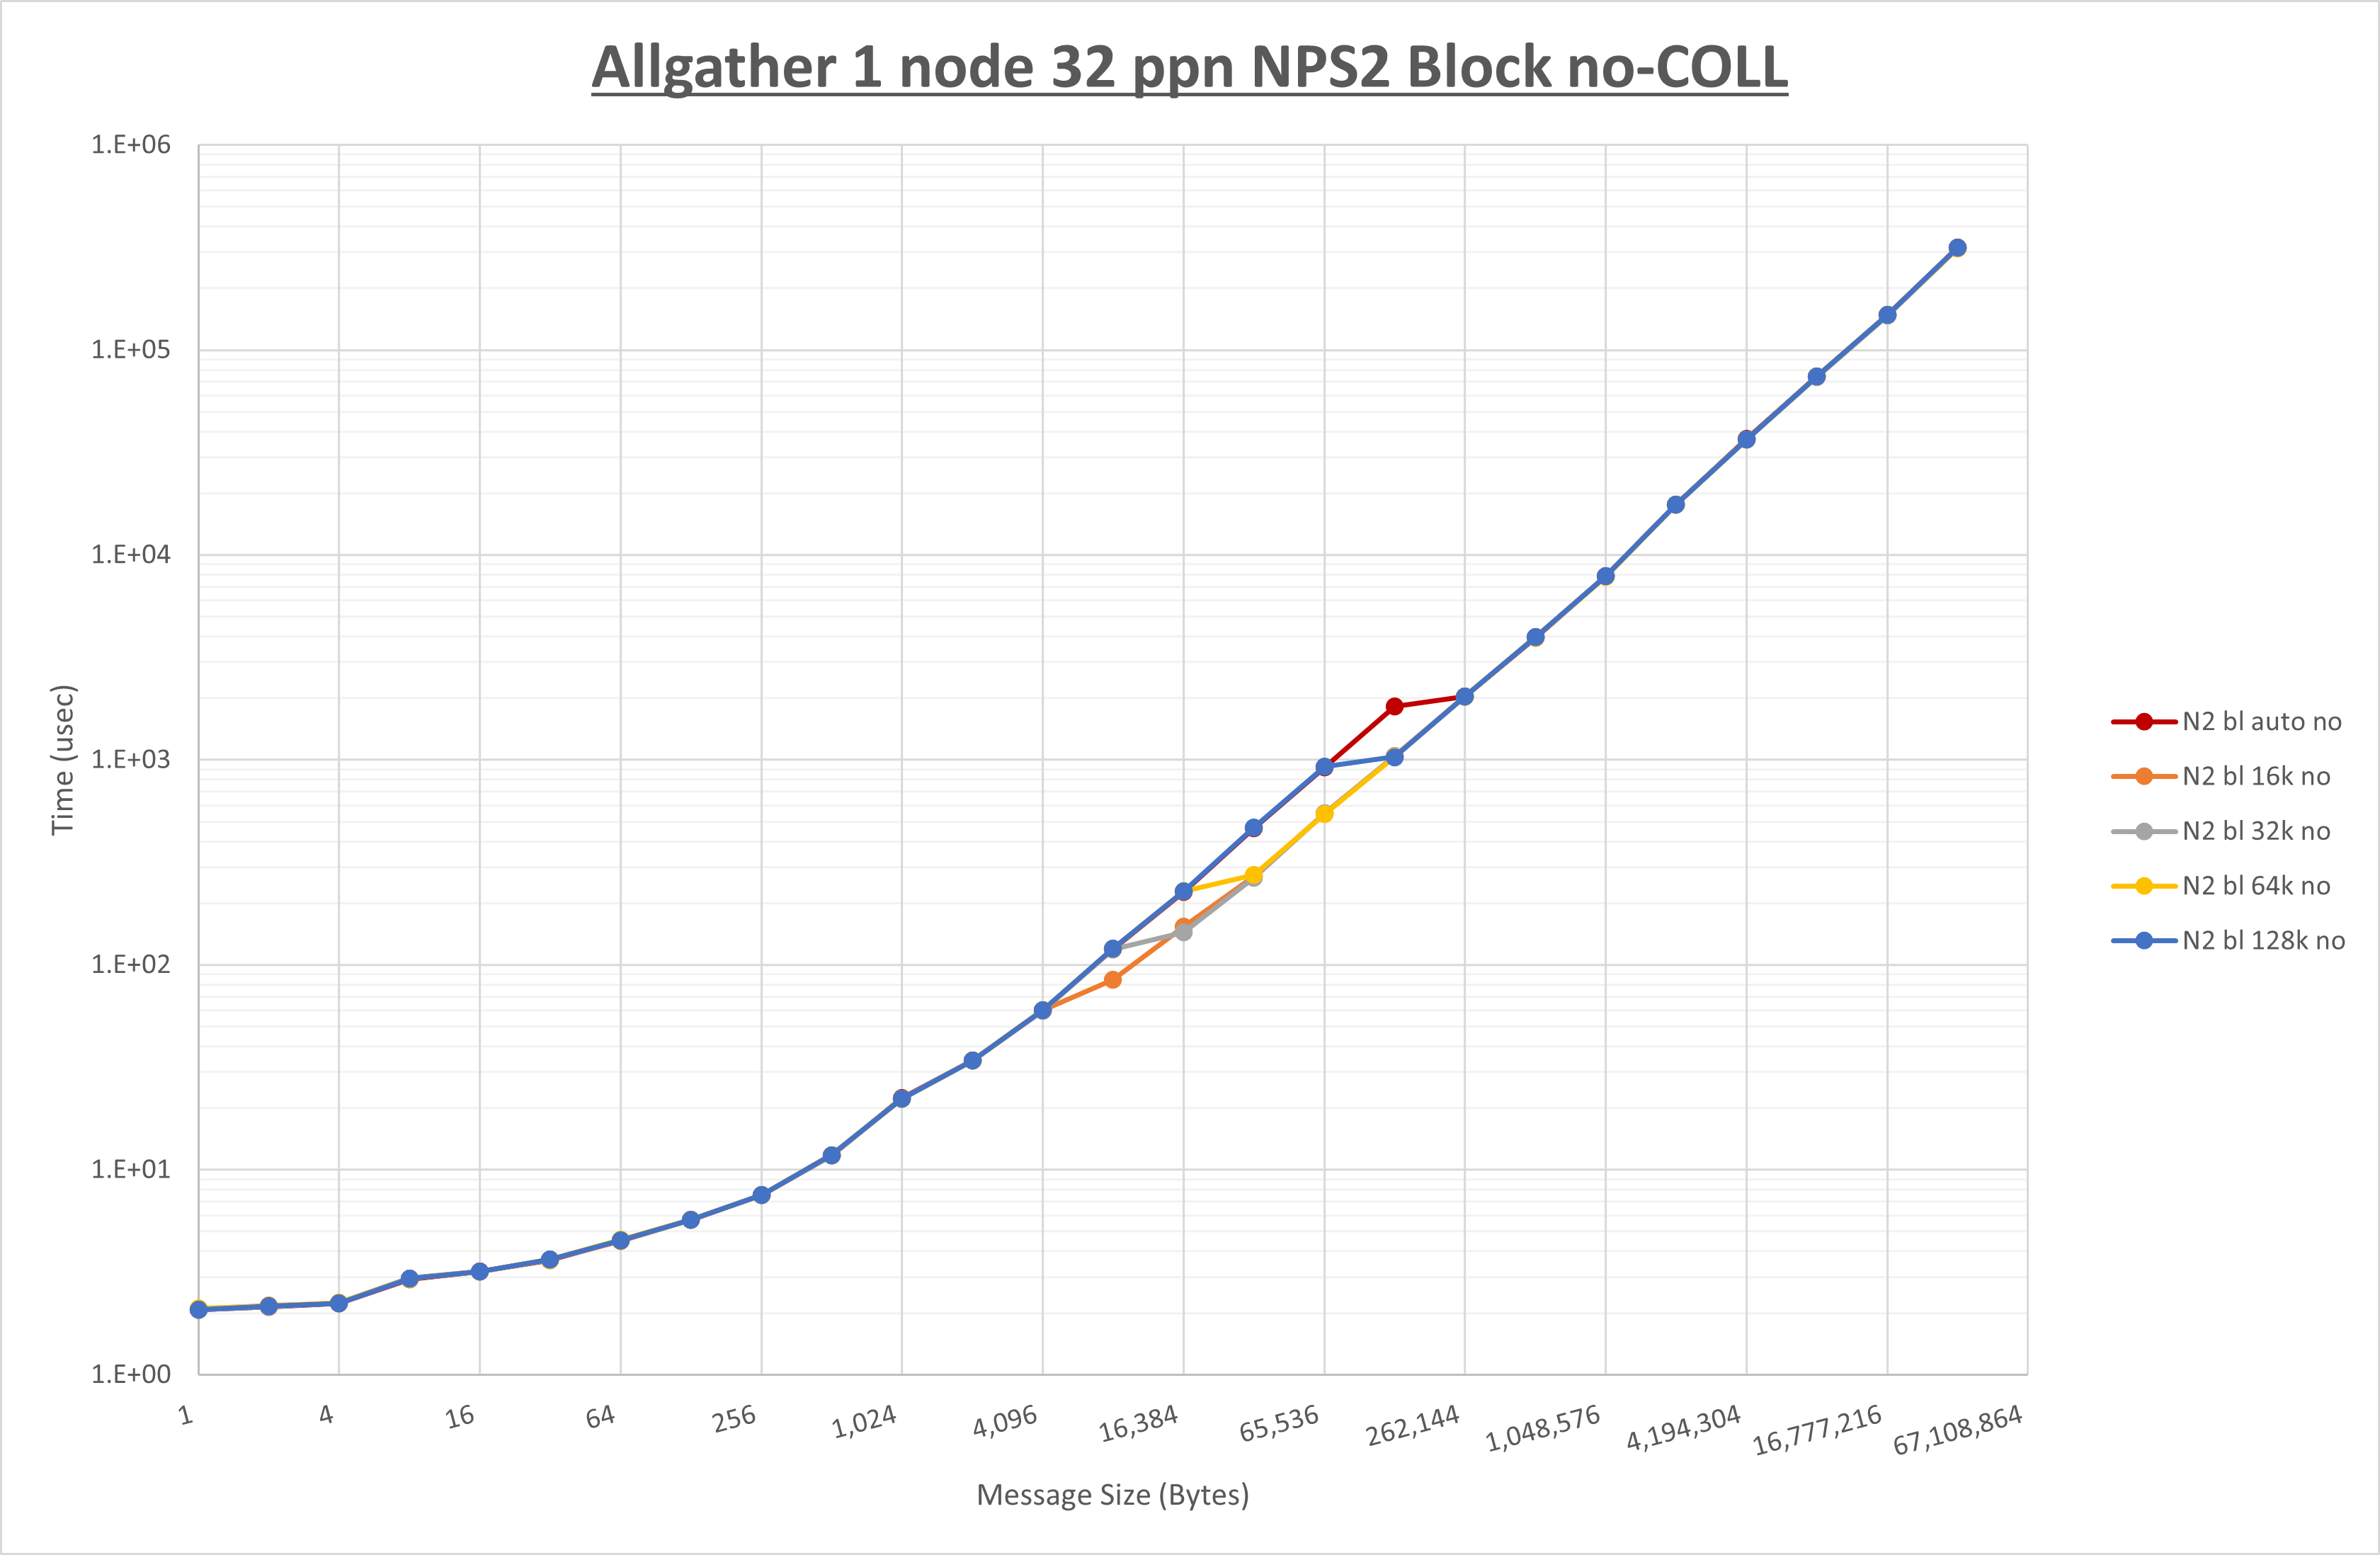 Allgather 1 node 32 ppn NPS2 Block no-COLL
1.E+06
1.E+05
1.E+04
1.E+03
1.E+02
1.E+01
1.E+00
Time (usec)
1
4
16
64
256
1,024
4,096
16,384
65,536
262,144
1,048,576
4,194,304
16,777,216
67,108,864
Message Size (Bytes)
N2 bl auto no
N2 bl 16k no
N2 bl 32k no
N2 bl 64k no
N2 bl 128k no